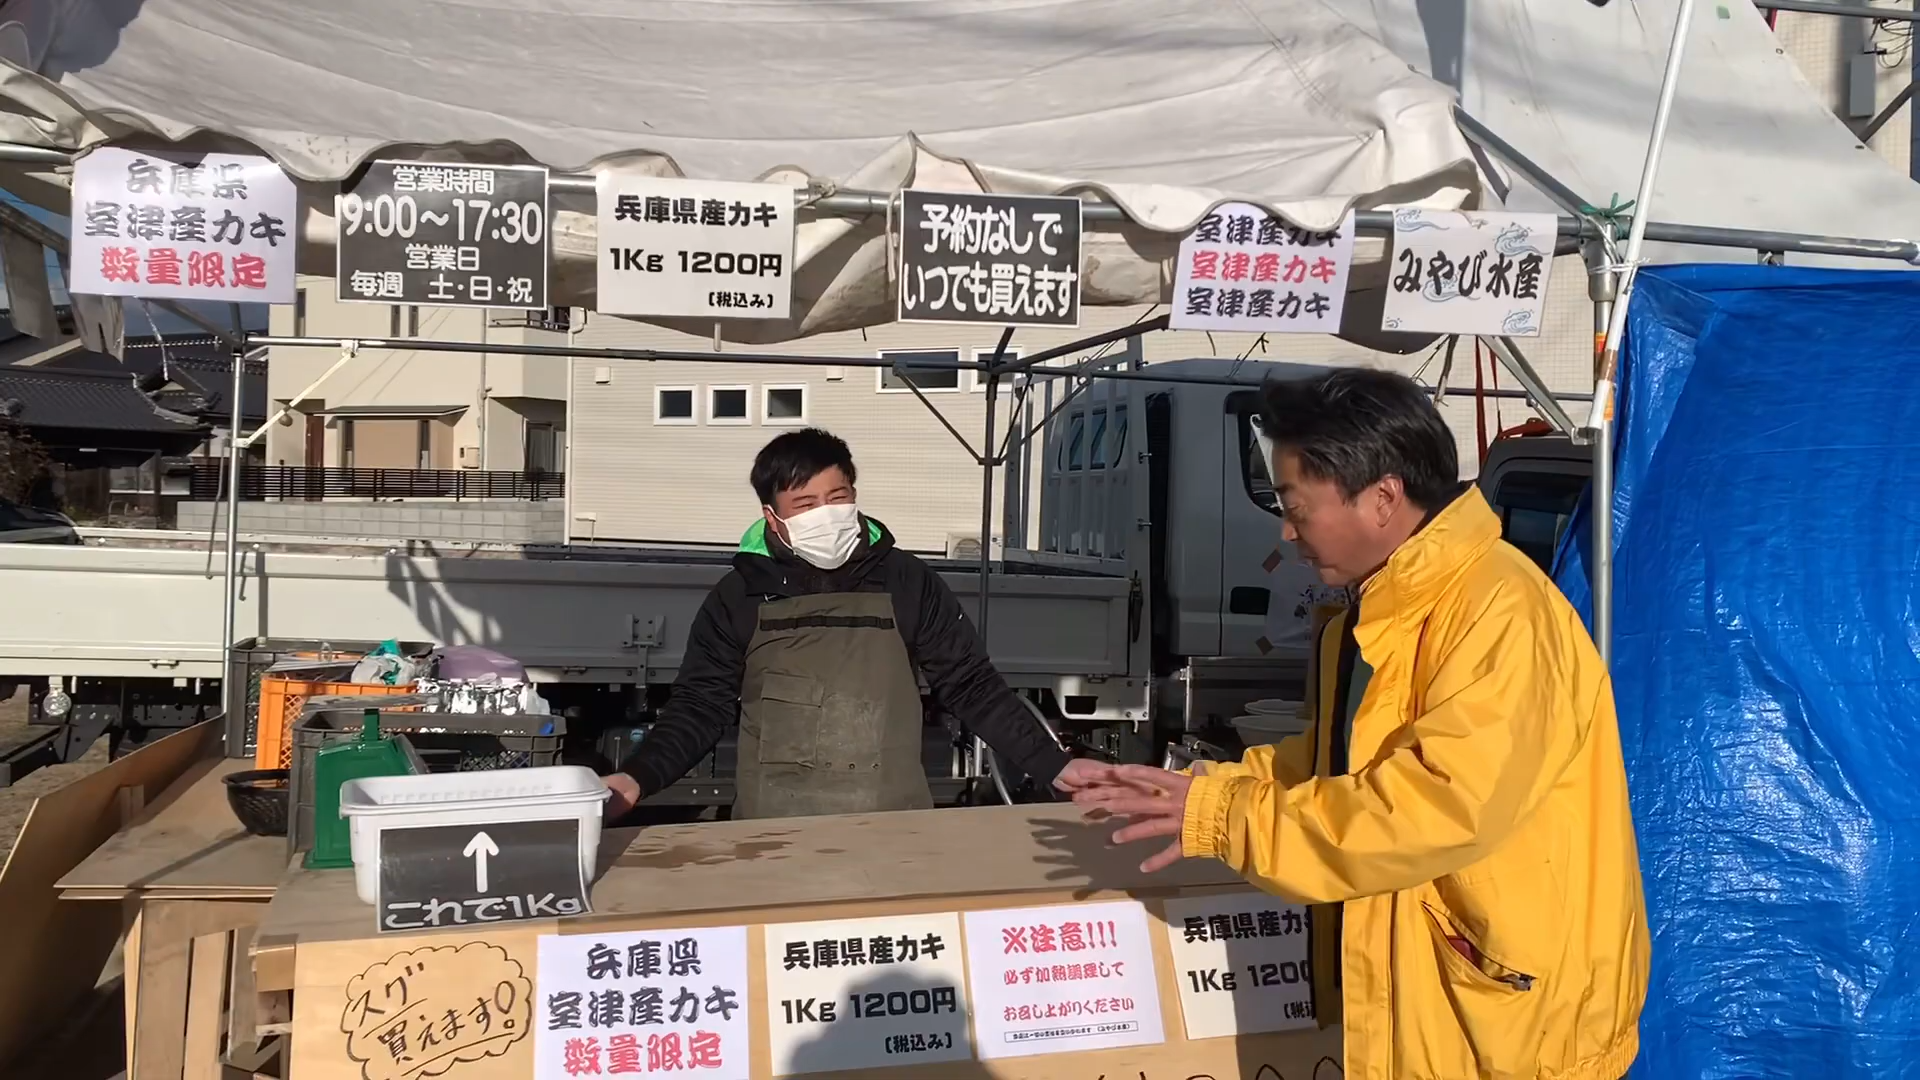 兵庫県
室津産カキ
数量限定
営業時間
9:00〜17:30
営業日
毎週 土・日・祝
兵庫県産カキ
1Kg 1200円
(税込み)
予約なしで
いつでも買えます
室津産カキ
室津産カキ
室津産カキ
みやび水産
↑
これで1Kg
スグ
買えます!
兵庫県
室津産カキ
数量限定
兵庫県産カキ
1Kg 1200円
(税込み)
※注意!!!
必ず加熱調理して
お召し上がりください
兵庫県産カキ
1Kg 1200
(税込